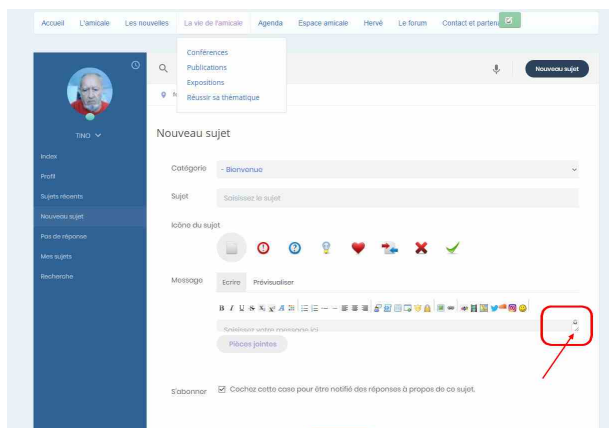 Accueil L'amicale Les nouvelles La vie de l'amicale Agenda Espace amicale Hervé Le forum Contact et parten
Conférences
Publications
Expositions
Réussir sa thématique
Nouveau sujet
TINO
Index
Profil
Sujets récents
Nouveau sujet
Pas de réponse
Mes sujets
Recherche
Nouveau sujet
Catégorie - Bienvenue
Sujet Saisissez le sujet
Icône du sujet
Message Ecrire Prévisualiser
B I U S X₂ x² A
Saisissez votre message ici
Pièces jointes
S'abonner Cochez cette case pour être notifié des réponses à propos de ce sujet.